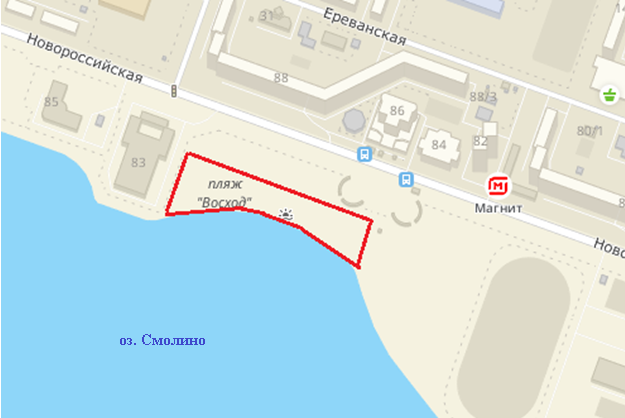 Ереванская
31
14
Новороссийская
88
88/3
85
86
80/1
84
82
83
пляж
"Восход"
Магнит
Ново
оз. Смолино